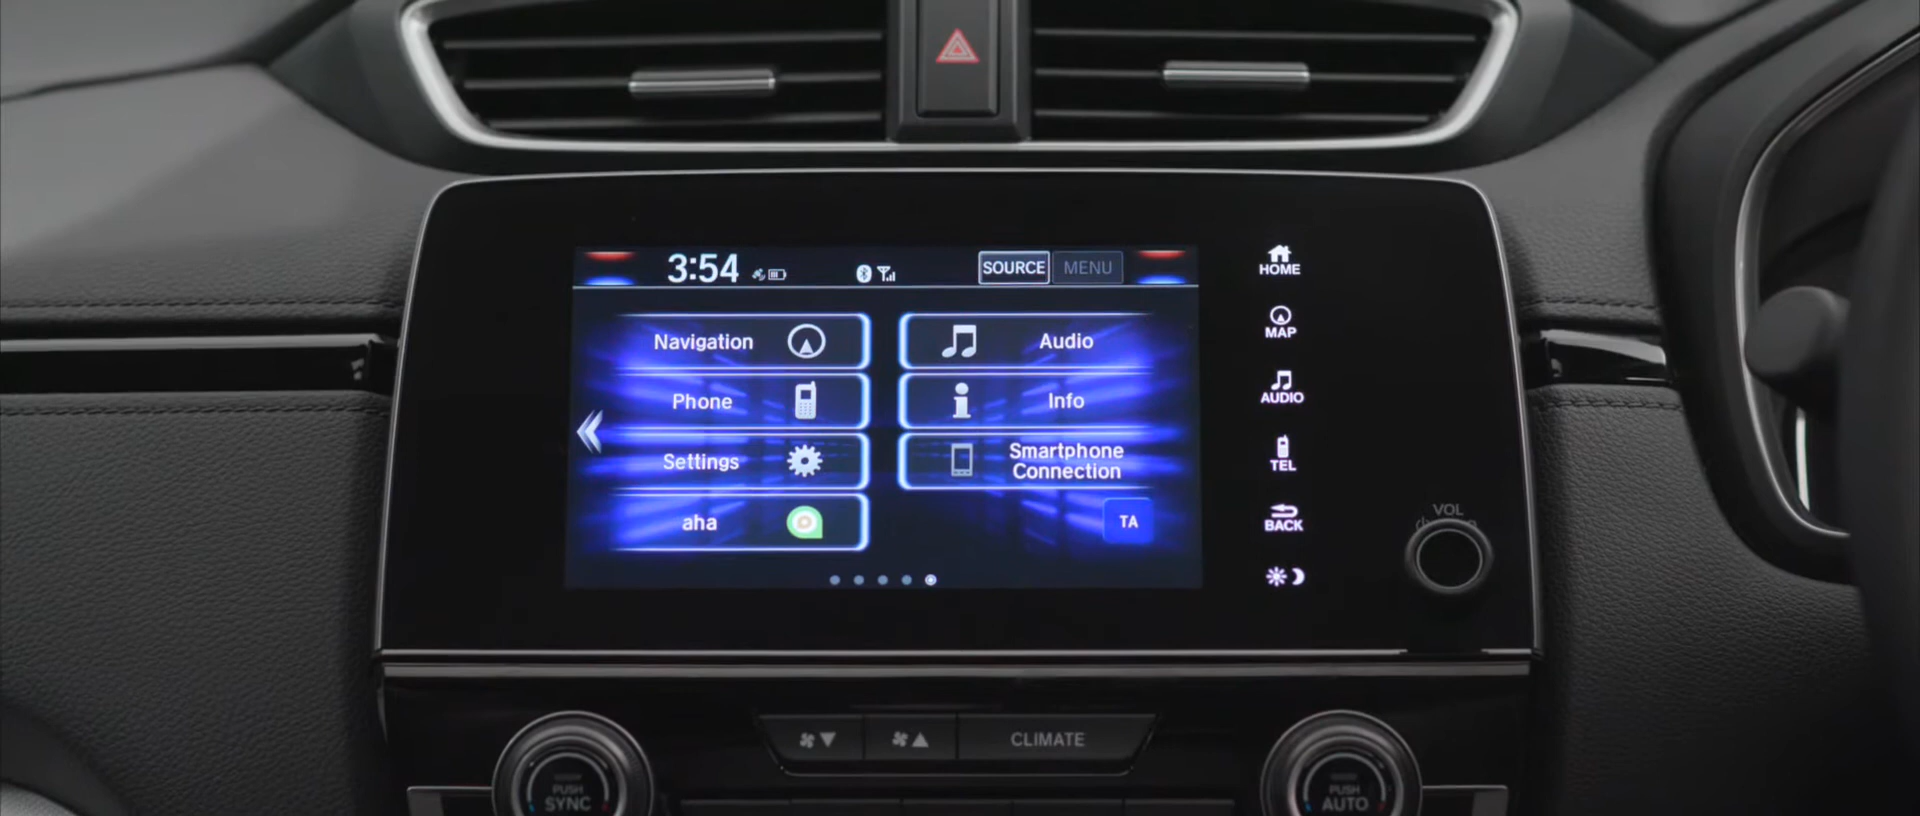 3:54
SOURCE
MENU
Navigation
Audio
Phone
Info
Settings
Smartphone
Connection
aha
TA
HOME
MAP
AUDIO
TEL
BACK
VOL
CLIMATE
PUSH
SYNC
PUSH
AUTO